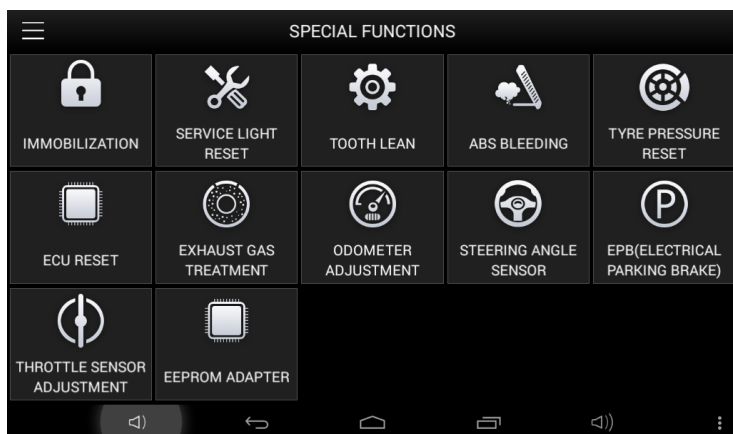 SPECIAL FUNCTIONS
IMMOBILIZATION
SERVICE LIGHT
RESET
TOOTH LEAN
ABS BLEEDING
TYRE PRESSURE
RESET
ECU RESET
EXHAUST GAS
TREATMENT
ODOMETER
ADJUSTMENT
STEERING ANGLE
SENSOR
P
EPB(ELECTRICAL
PARKING BRAKE)
THROTTLE SENSOR
ADJUSTMENT
EEPROM ADAPTER